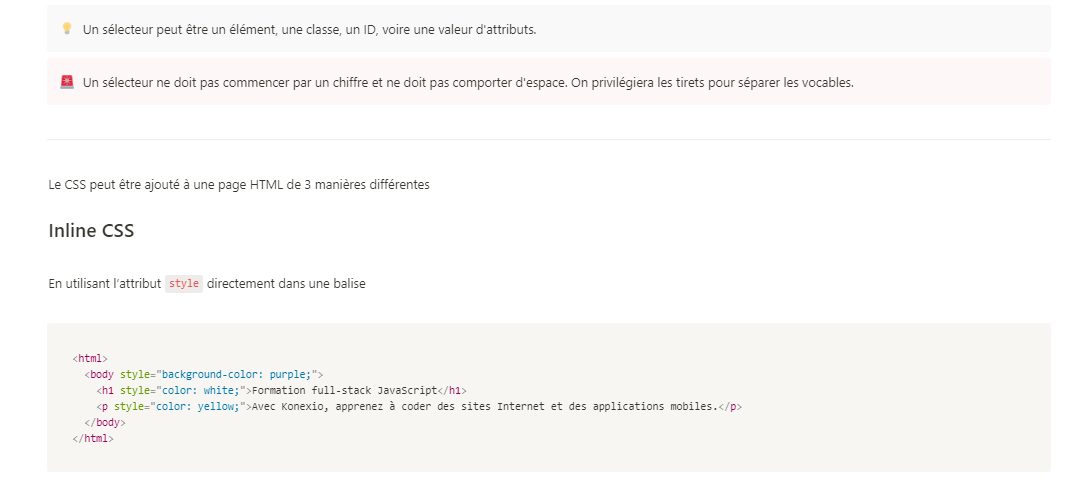 Un sélecteur peut être un élément, une classe, un ID, voire une valeur d'attributs.
Un sélecteur ne doit pas commencer par un chiffre et ne doit pas comporter d'espace. On privilégiera les tirets pour séparer les vocables.
Le CSS peut être ajouté à une page HTML de 3 manières différentes
Inline CSS
En utilisant l'attribut style directement dans une balise
<html>
  <body style="background-color: purple;">
    <h1 style="color: white;">Formation full-stack JavaScript</h1>
    <p style="color: yellow;">Avec Konexio, apprenez à coder des sites Internet et des applications mobiles.</p>
  </body>
</html>